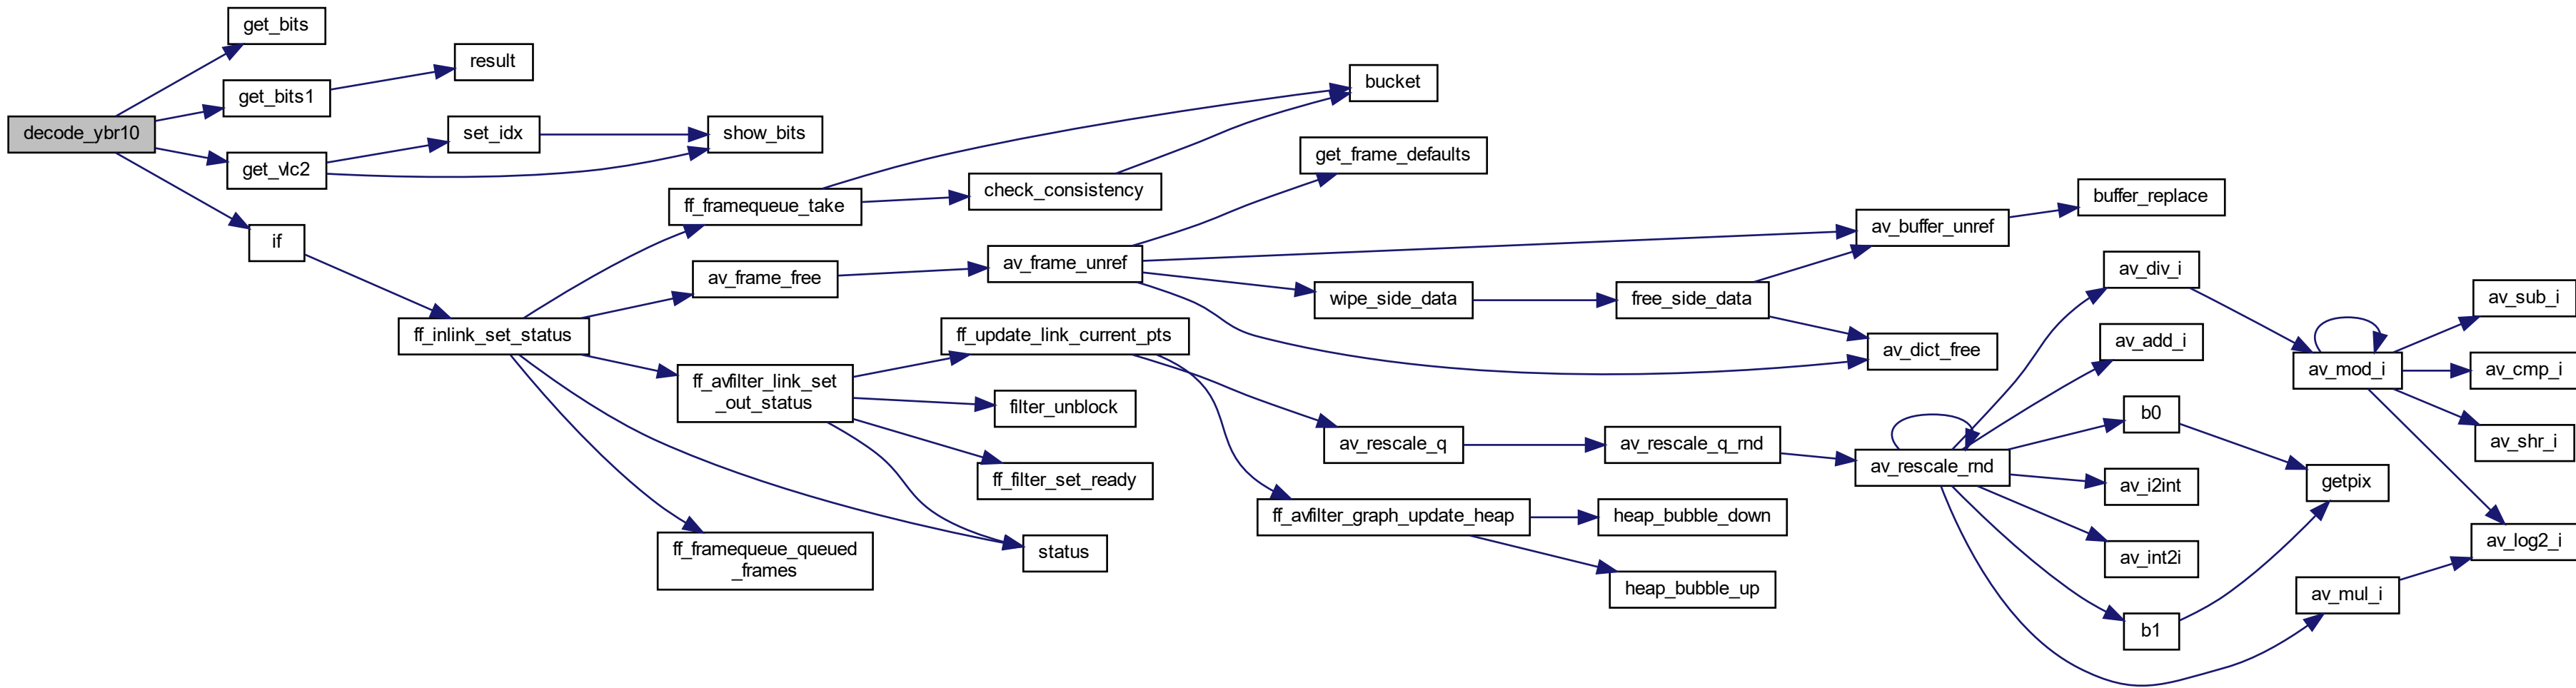 decode_ybr10
get_bits
get_bits1
get_vlc2
if
result
set_idx
show_bits
ff_inlink_set_status
ff_framequeue_take
av_frame_free
ff_avfilter_link_set
_out_status
ff_framequeue_queued
_frames
bucket
check_consistency
get_frame_defaults
av_frame_unref
wipe_side_data
free_side_data
av_buffer_unref
buffer_replace
av_dict_free
ff_update_link_current_pts
filter_unblock
ff_filter_set_ready
status
av_rescale_q
ff_avfilter_graph_update_heap
av_rescale_q_rnd
heap_bubble_down
heap_bubble_up
av_rescale_rnd
av_div_i
av_add_i
b0
av_i2int
av_int2i
b1
av_mod_i
getpix
av_mul_i
av_sub_i
av_cmp_i
av_shr_i
av_log2_i